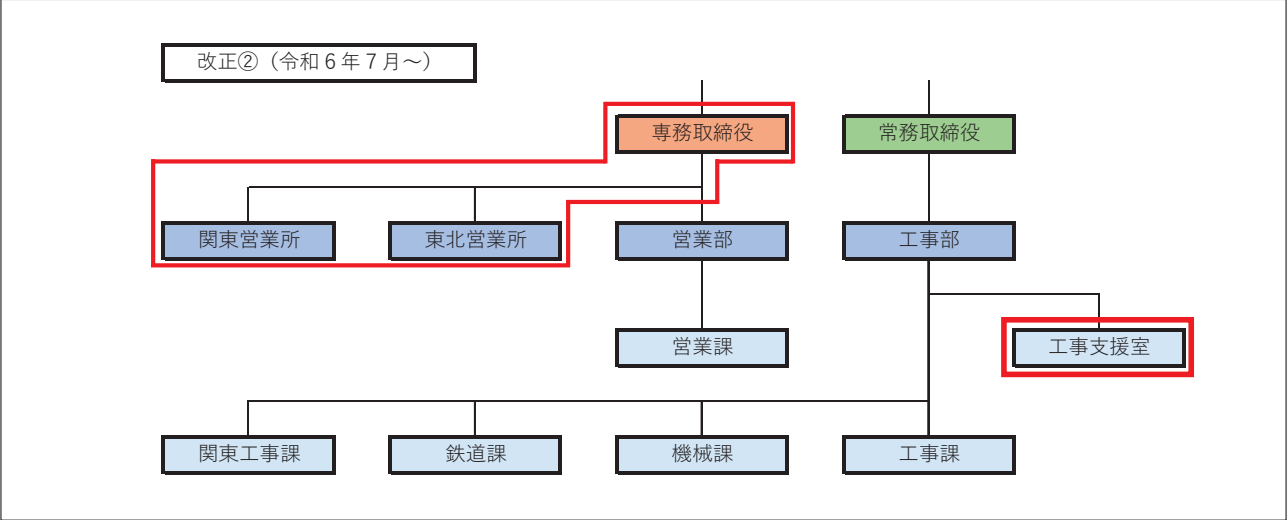 改正②（令和６年７月～）
専務取締役
常務取締役
関東営業所
東北営業所
営業部
工事部
営業課
工事支援室
関東工事課
鉄道課
機械課
工事課